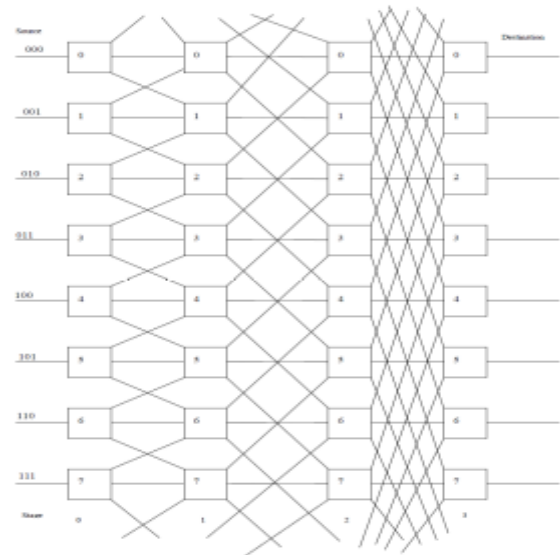 Source
Destination
000 0 0 0 0
001 1 1 1 1
010 2 2 2 2
011 3 3 3 3
100 4 4 4 4
101 5 5 5 5
110 6 6 6 6
111 7 7 7 7
Stage 0 1 2 3